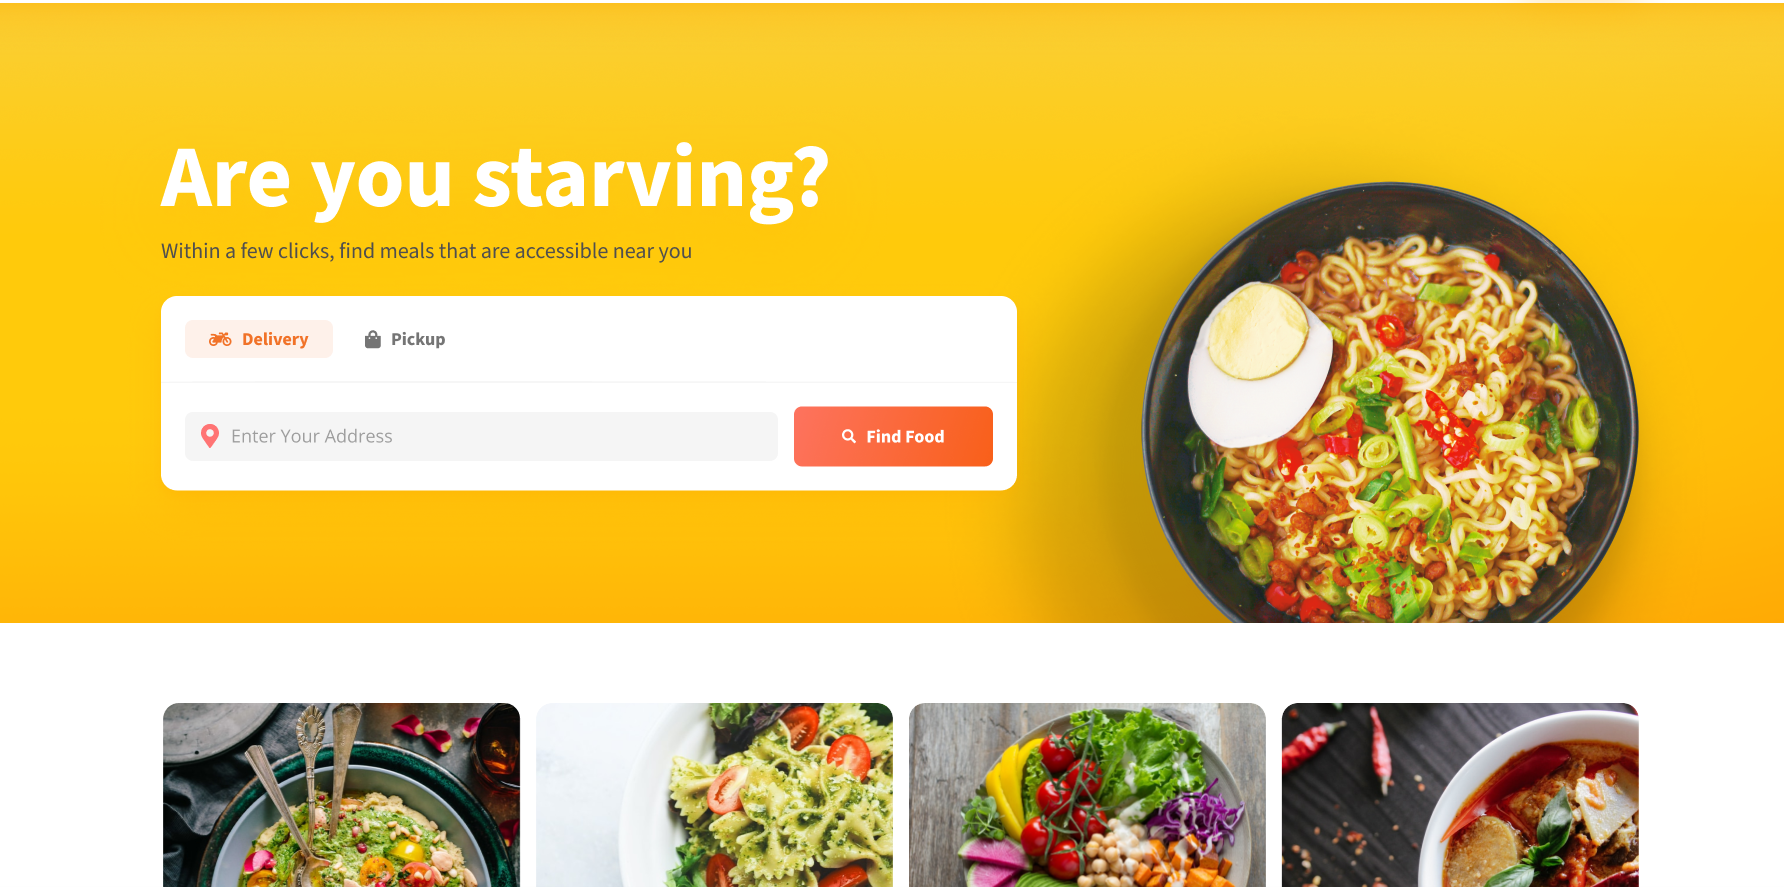 Are you starving?
Within a few clicks, find meals that are accessible near you
Delivery
Pickup
Enter Your Address
Find Food